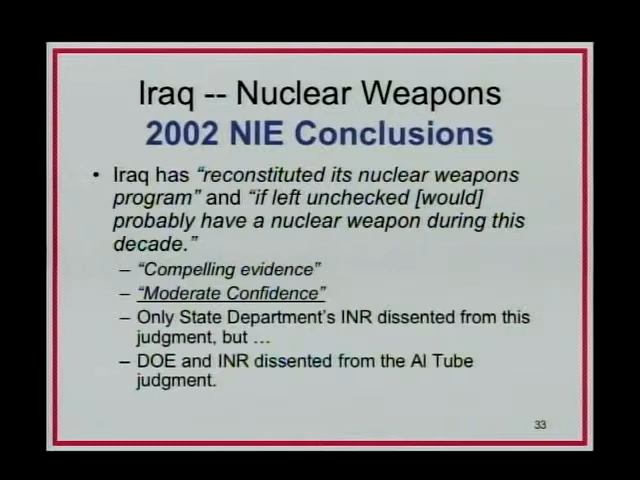 Iraq -- Nuclear Weapons
2002 NIE Conclusions
• Iraq has “reconstituted its nuclear weapons
program” and “if left unchecked [would]
probably have a nuclear weapon during this
decade.”
– “Compelling evidence”
– “Moderate Confidence”
– Only State Department’s INR dissented from this
judgment, but …
– DOE and INR dissented from the Al Tube
judgment.
33